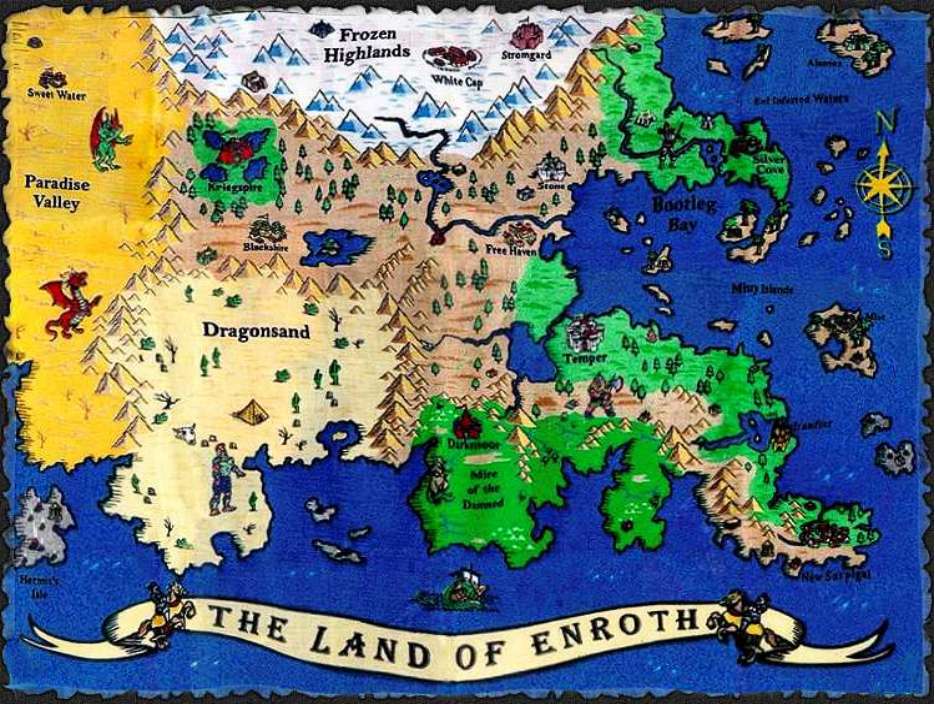 Frozen
Highlands
Stromgard
White Cap
Alamos
Sweet Water
Eel Infested Waters
N
Silver
Cove
Paradise
Valley
Kriegspire
Stone
S
Bootleg
Bay
Blackshire
Free Haven
Misty Islands
Mist
Dragonsand
Temper
Darkmoor
Mire
of the
Damned
Hermit's
Isle
New Sorpigal
THE LAND OF ENROTH